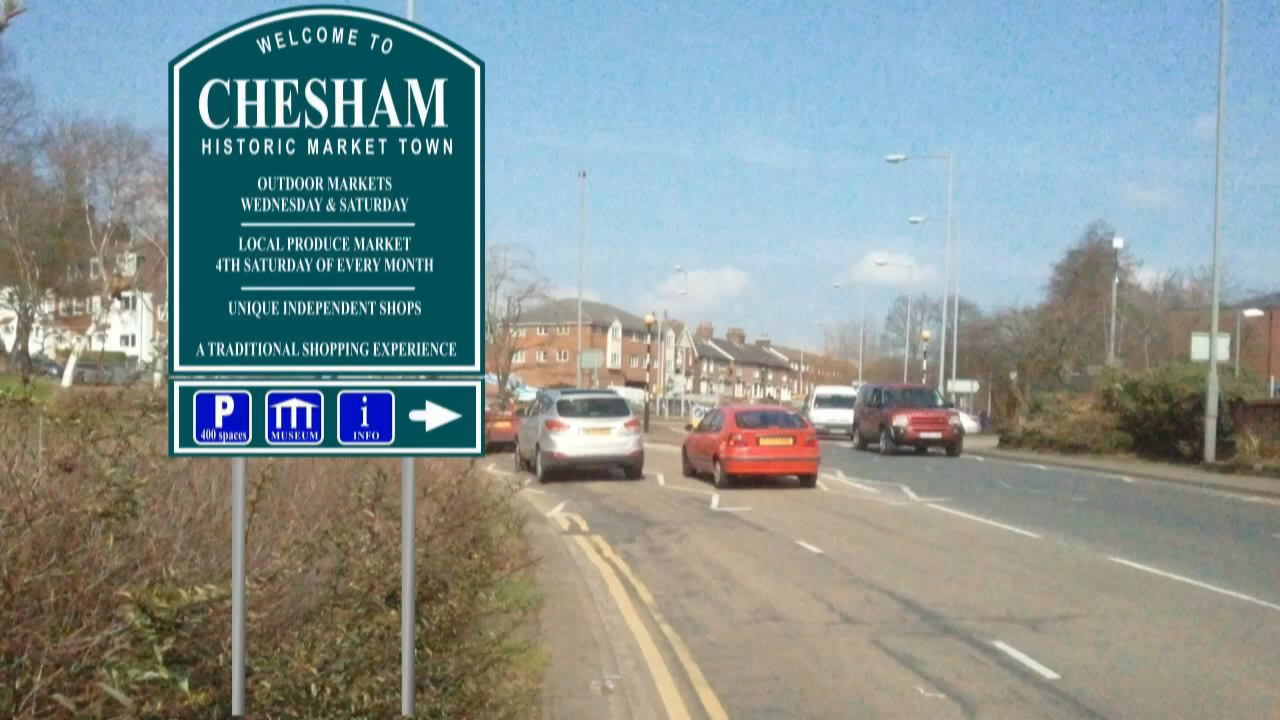 WELCOME TO
CHESHAM
HISTORIC MARKET TOWN
OUTDOOR MARKETS
WEDNESDAY & SATURDAY
LOCAL PRODUCE MARKET
4TH SATURDAY OF EVERY MONTH
UNIQUE INDEPENDENT SHOPS
A TRADITIONAL SHOPPING EXPERIENCE
P
400 spaces
MUSEUM
i
INFO